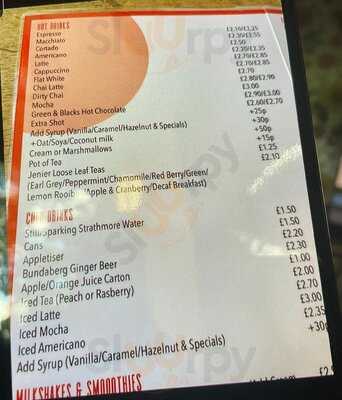 HOT DRINKS
Espresso £2.10/£2.25
Macchiato £2.30/£2.55
Cortado £2.50
Americano £2.20/£2.35
Latte £2.70/£2.85
Cappuccino £2.70/£2.85
Flat White £2.70
Chai Latte £2.80/£2.90
Dirty Chai £3.00
Mocha £2.90/£3.00
Green & Blacks Hot Chocolate £2.60/£2.70
Extra Shot +25p
Add Syrup (Vanilla/Caramel/Hazelnut & Specials) +30p
+Oat/Soya/Coconut milk +50p
Cream or Marshmallows +15p
Pot of Tea £1.25
Jenier Loose Leaf Teas £2.10
(Earl Grey/Peppermint/Chamomile/Red Berry/Green/
Lemon Rooibos/Apple & Cranberry/Decaf Breakfast)
COLD DRINKS
Still/Sparking Strathmore Water £1.50
Cans £1.50
Appletiser £2.20
Bundaberg Ginger Beer £2.30
Apple/Orange Juice Carton £1.00
Iced Tea (Peach or Rasberry) £2.00
Iced Latte £2.70
Iced Mocha £3.00
Iced Americano £2.35
Add Syrup (Vanilla/Caramel/Hazelnut & Specials) +30p
MILKSHAKES & SMOOTHIES